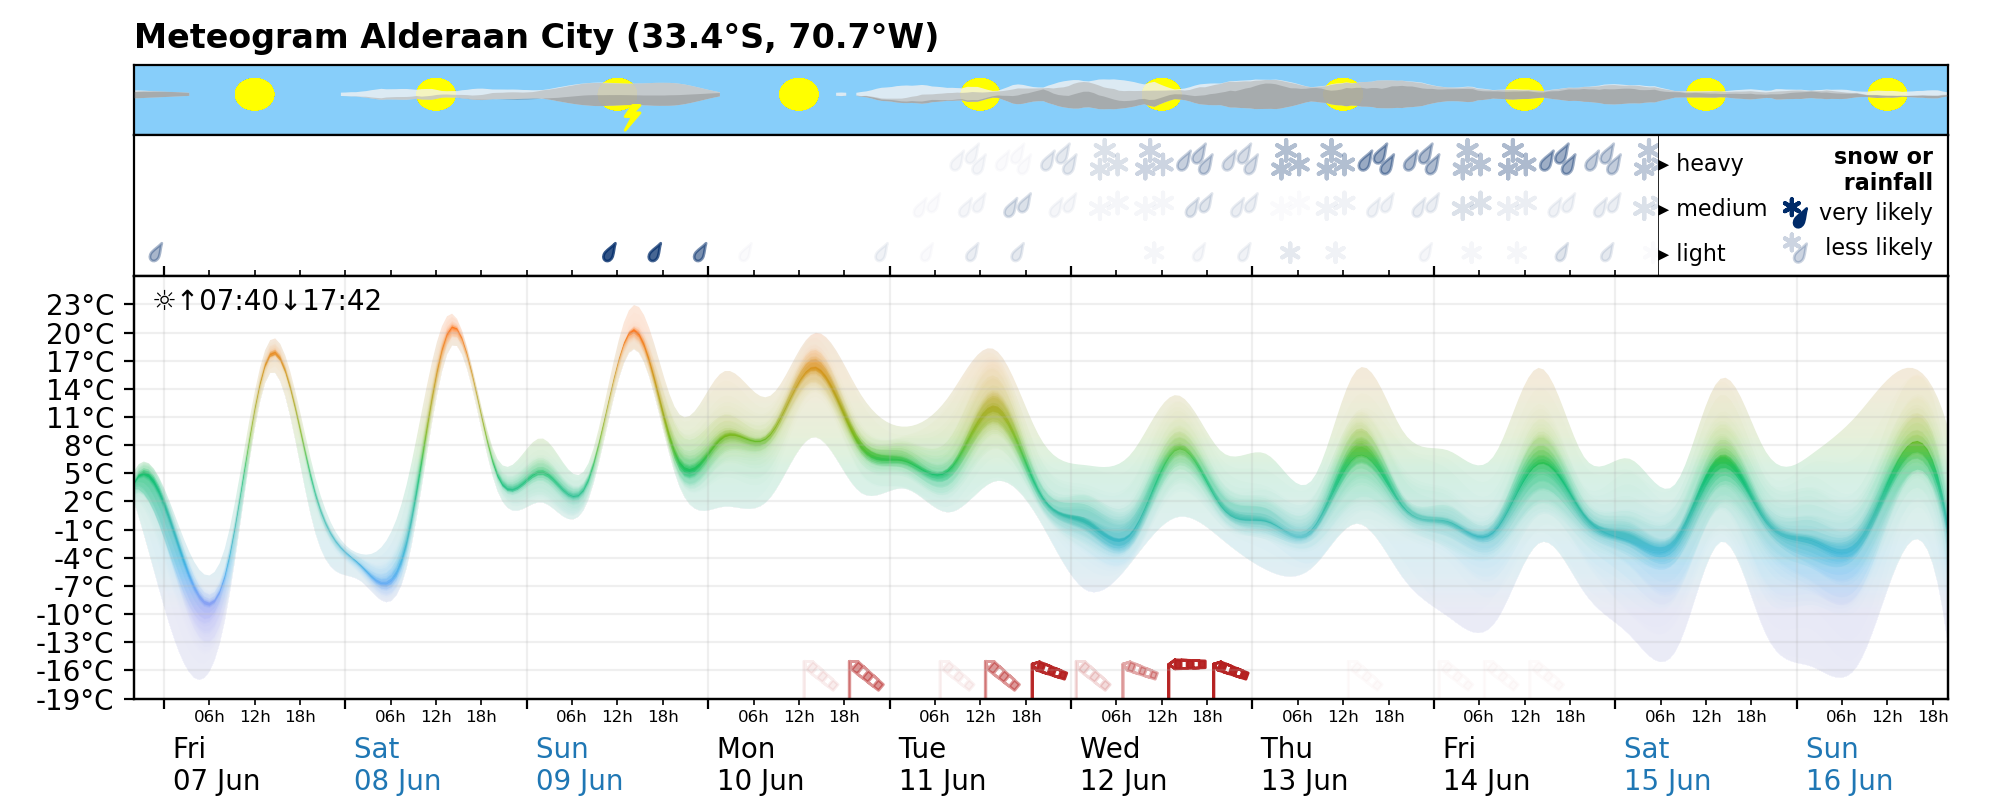 Meteogram Alderaan City (33.4°S, 70.7°W)
▸ heavy
▸ medium
▸ light
snow or
rainfall
very likely
less likely
☼↑07:40↓17:42
23°C
20°C
17°C
14°C
11°C
8°C
5°C
2°C
-1°C
-4°C
-7°C
-10°C
-13°C
-16°C
-19°C
06h 12h 18h 06h 12h 18h 06h 12h 18h 06h 12h 18h 06h 12h 18h 06h 12h 18h 06h 12h 18h 06h 12h 18h 06h 12h 18h 06h 12h 18h
Fri Sat Sun Mon Tue Wed Thu Fri Sat Sun
07 Jun 08 Jun 09 Jun 10 Jun 11 Jun 12 Jun 13 Jun 14 Jun 15 Jun 16 Jun